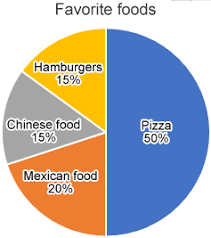 Favorite foods
Hamburgers
15%
Chinese food
15%
Mexican food
20%
Pizza
50%